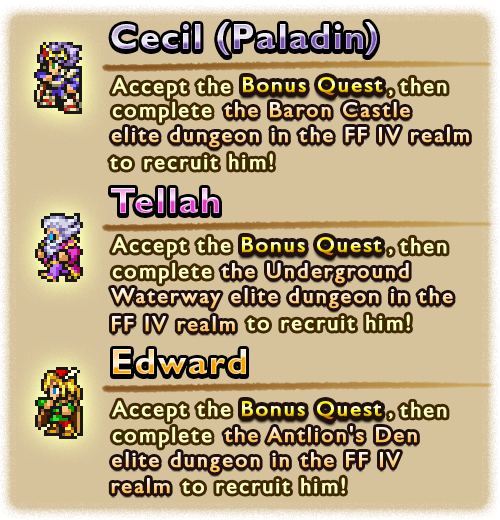 Cecil (Paladin)
Accept the Bonus Quest, then
complete the Baron Castle
elite dungeon in the FF IV realm
to recruit him!
Tellah
Accept the Bonus Quest, then
complete the Underground
Waterway elite dungeon in the
FF IV realm to recruit him!
Edward
Accept the Bonus Quest, then
complete the Antlion's Den
elite dungeon in the FF IV
realm to recruit him!